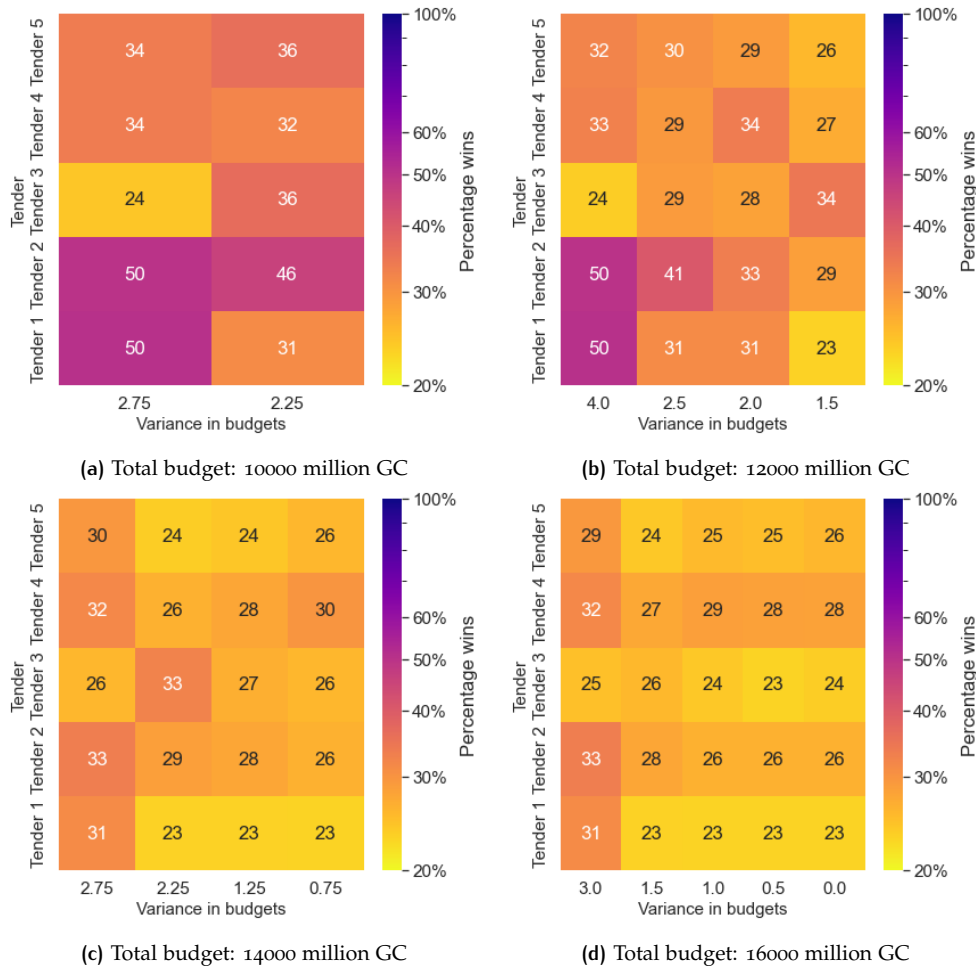 Tender
Tender 1 Tender 2 Tender 3 Tender 4 Tender 5
34 36
34 32
24 36
50 46
50 31
2.75 2.25
Variance in budgets
100%
60%
50%
40%
30%
20%
Percentage wins
(a) Total budget: 10000 million GC
Tender
Tender 1 Tender 2 Tender 3 Tender 4 Tender 5
32 30 29 26
33 29 34 27
24 29 28 34
50 41 33 29
50 31 31 23
4.0 2.5 2.0 1.5
Variance in budgets
100%
60%
50%
40%
30%
20%
Percentage wins
(b) Total budget: 12000 million GC
Tender
Tender 1 Tender 2 Tender 3 Tender 4 Tender 5
30 24 24 26
32 26 28 30
26 33 27 26
33 29 28 26
31 23 23 23
2.75 2.25 1.25 0.75
Variance in budgets
100%
60%
50%
40%
30%
20%
Percentage wins
(c) Total budget: 14000 million GC
Tender
Tender 1 Tender 2 Tender 3 Tender 4 Tender 5
29 24 25 25 26
32 27 29 28 28
25 26 24 23 24
33 28 26 26 26
31 23 23 23 23
3.0 1.5 1.0 0.5 0.0
Variance in budgets
100%
60%
50%
40%
30%
20%
Percentage wins
(d) Total budget: 16000 million GC